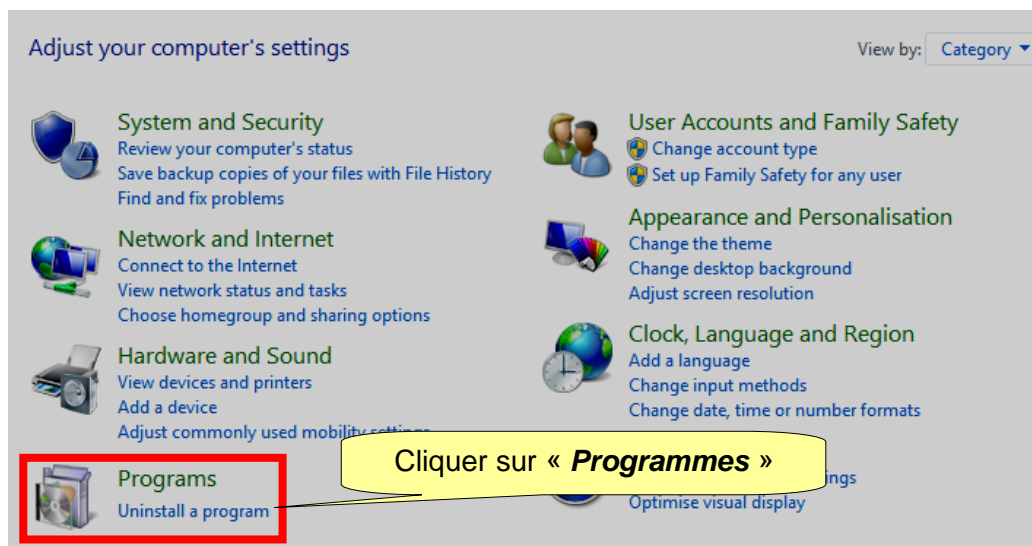 Adjust your computer's settings
View by: Category
System and Security
Review your computer's status
Save backup copies of your files with File History
Find and fix problems
Network and Internet
Connect to the Internet
View network status and tasks
Choose homegroup and sharing options
Hardware and Sound
View devices and printers
Add a device
Adjust commonly used mobility settings
Programs
Uninstall a program
User Accounts and Family Safety
Change account type
Set up Family Safety for any user
Appearance and Personalisation
Change the theme
Change desktop background
Adjust screen resolution
Clock, Language and Region
Add a language
Change input methods
Change date, time or number formats
Optimise visual display
Cliquer sur « Programmes »